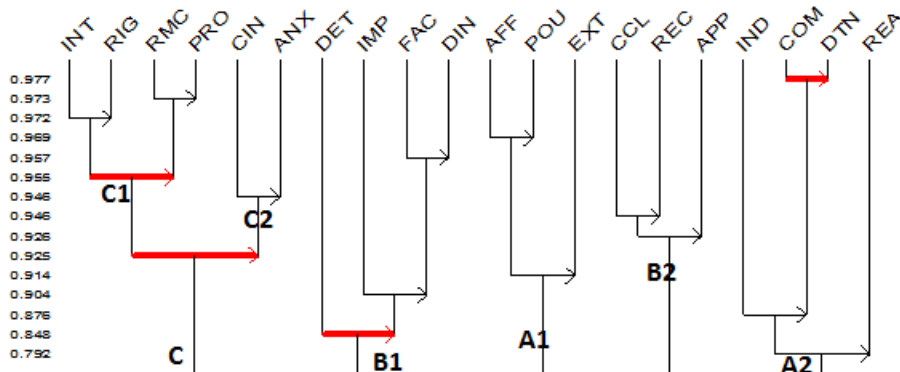 INT RIG RMC PRO CIN ANX DET IMP FAC DIN AFF POU EXT CCL REC APP IND COM DTN REA
0.977
0.973
0.972
0.969
0.957
0.955
C1
0.946
0.946
C2
0.926
0.925
0.914
B2
0.904
0.876
0.848
A1
0.792
C
B1
A2